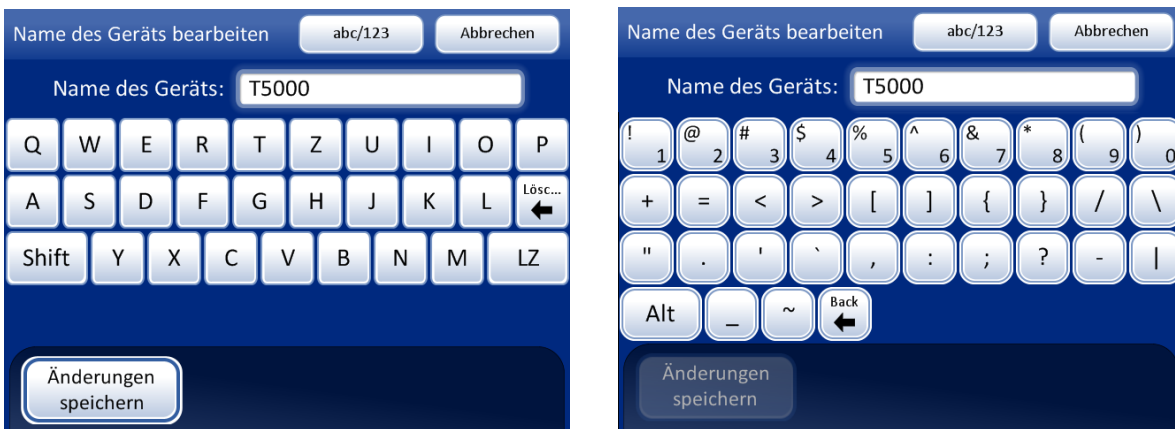 Name des Geräts bearbeiten abc/123 Abbrechen
Name des Geräts: T5000
Q W E R T Z U I O P
A S D F G H J K L Lösc...
Shift Y X C V B N M LZ
Änderungen
speichern
Name des Geräts bearbeiten abc/123 Abbrechen
Name des Geräts: T5000
! 1 @ 2 # 3 $ 4 % 5 ^ 6 & 7 * 8 ( 9 ) 0
+ = < > [ ] { } / \
" . ' ` , : ; ? - |
Alt _ ~ Back
Änderungen
speichern